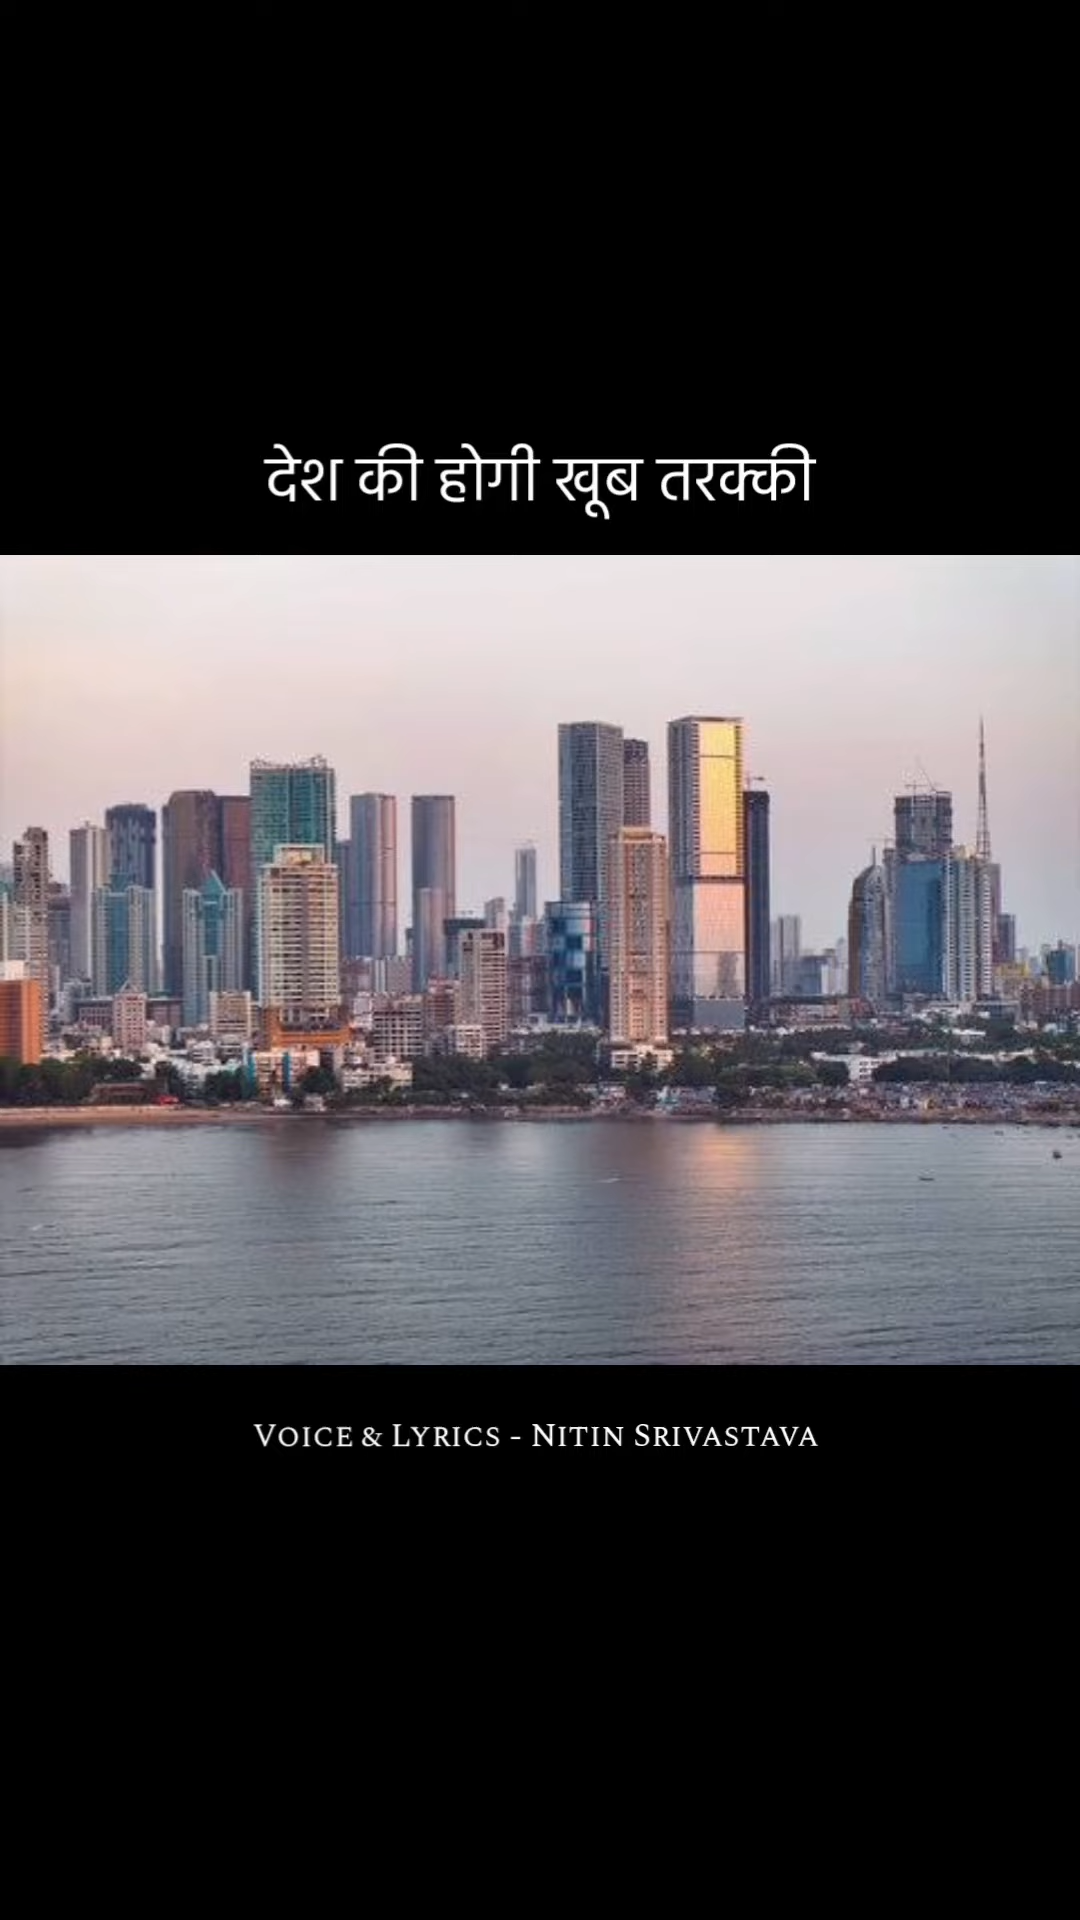 देश की होगी खूब तरक्की
Voice & Lyrics - Nitin Srivastava